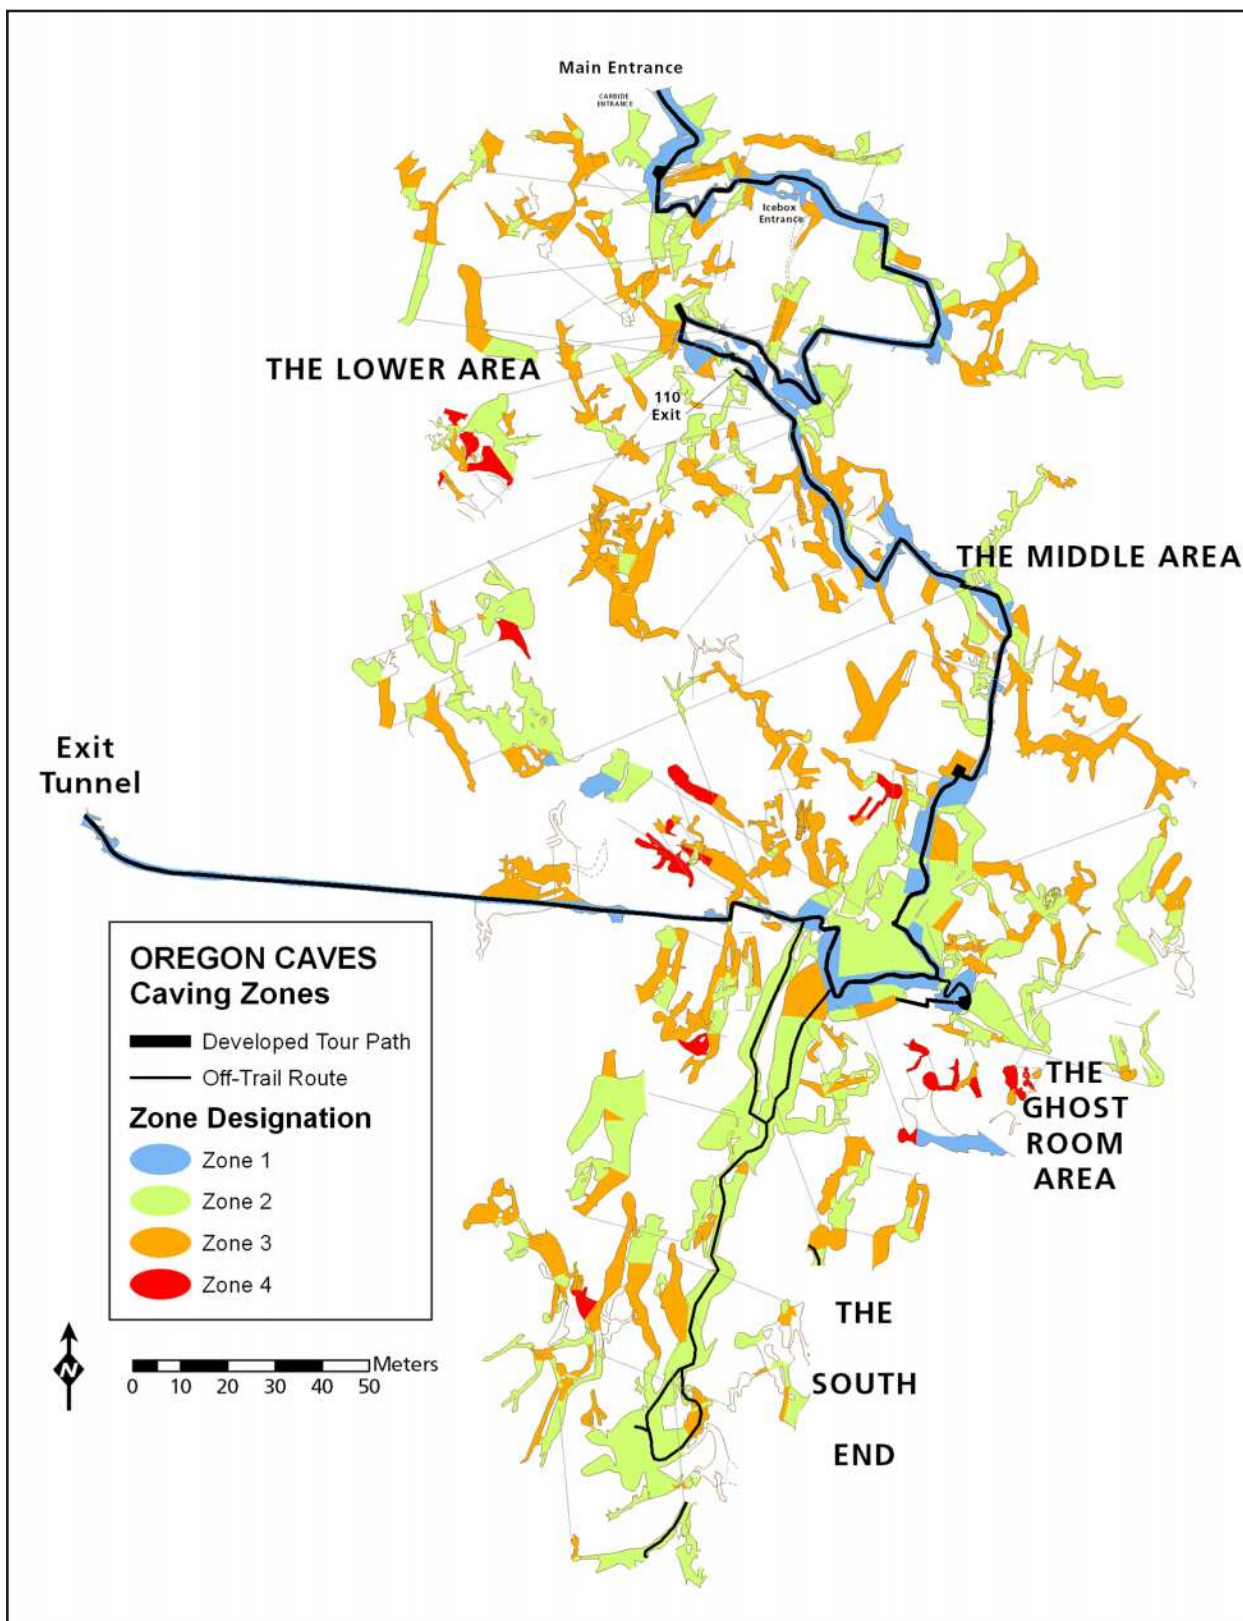 Main Entrance
CARBIDE
ENTRANCE
Icebox
Entrance
THE LOWER AREA
110
Exit
THE MIDDLE AREA
Exit
Tunnel
OREGON CAVES
Caving Zones
Developed Tour Path
Off-Trail Route
Zone Designation
Zone 1
Zone 2
Zone 3
Zone 4
THE
GHOST
ROOM
AREA
THE
SOUTH
END
N
Meters
0 10 20 30 40 50